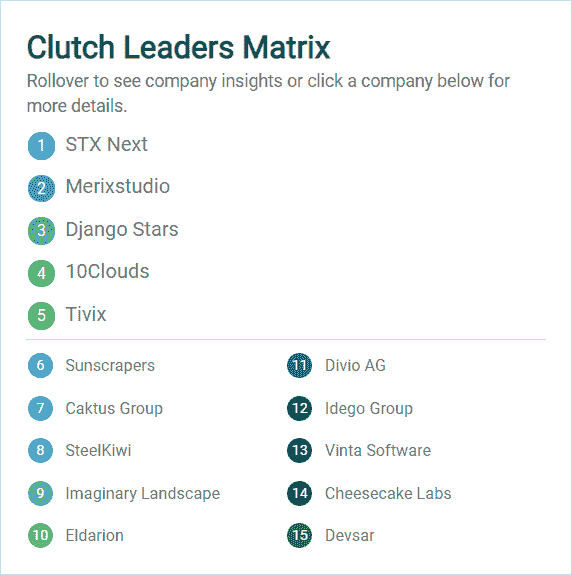 Clutch Leaders Matrix
Rollover to see company insights or click a company below for
more details.
1 STX Next
2 Merixstudio
3 Django Stars
4 10Clouds
5 Tivix
6 Sunscrapers
7 Caktus Group
8 SteelKiwi
9 Imaginary Landscape
10 Eldarion
11 Divio AG
12 Idego Group
13 Vinta Software
14 Cheesecake Labs
15 Devsar